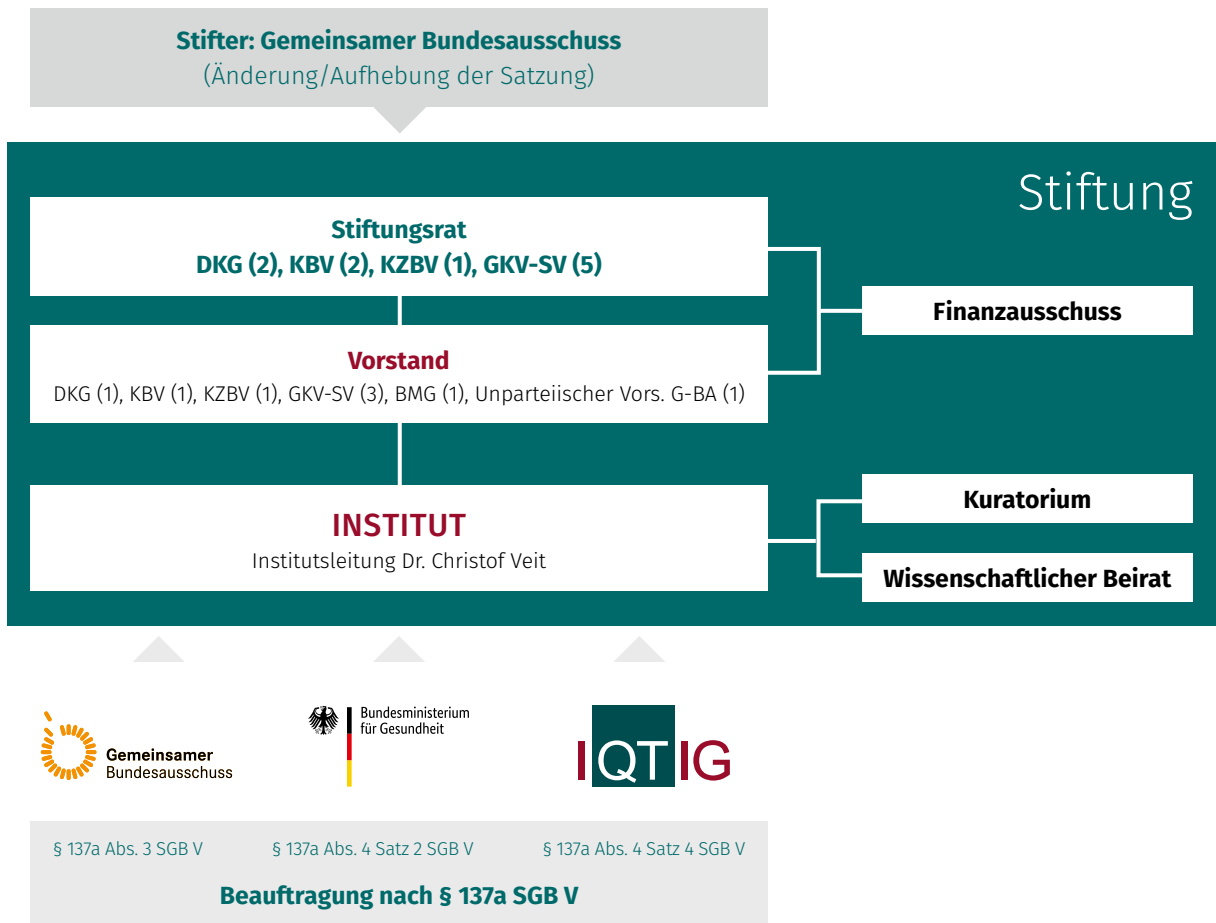 Stifter: Gemeinsamer Bundesausschuss
(Änderung/Aufhebung der Satzung)
Stiftung
Stiftungsrat
DKG (2), KBV (2), KZBV (1), GKV-SV (5)
Finanzausschuss
Vorstand
DKG (1), KBV (1), KZBV (1), GKV-SV (3), BMG (1), Unparteiischer Vors. G-BA (1)
INSTITUT
Institutsleitung Dr. Christof Veit
Kuratorium
Wissenschaftlicher Beirat
Gemeinsamer
Bundesausschuss
Bundesministerium
für Gesundheit
IQTIG
§ 137a Abs. 3 SGB V
§ 137a Abs. 4 Satz 2 SGB V
§ 137a Abs. 4 Satz 4 SGB V
Beauftragung nach § 137a SGB V